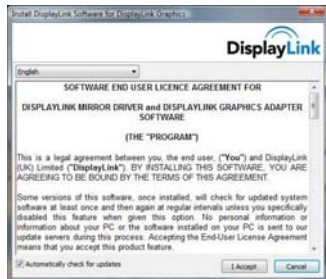 Install DisplayLink Software for DisplayLink Graphics
DisplayLink
English
SOFTWARE END USER LICENCE AGREEMENT FOR
DISPLAYLINK MIRROR DRIVER and DISPLAYLINK GRAPHICS ADAPTER
SOFTWARE
(THE "PROGRAM")
This is a legal agreement between you, the end user, ("You") and DisplayLink
(UK) Limited ("DisplayLink"). BY INSTALLING THIS SOFTWARE, YOU ARE
AGREEING TO BE BOUND BY THE TERMS OF THIS AGREEMENT.
Some versions of this software, once installed, will check for updated system
software at least once and then again at regular intervals unless you specifically
disabled this feature when given this option. No personal information or
information about your PC or the software installed on your PC is sent to our
update servers during this process. Accepting the End-User License Agreement
means that you accept this product feature.
Automatically check for updates
I Accept
Cancel